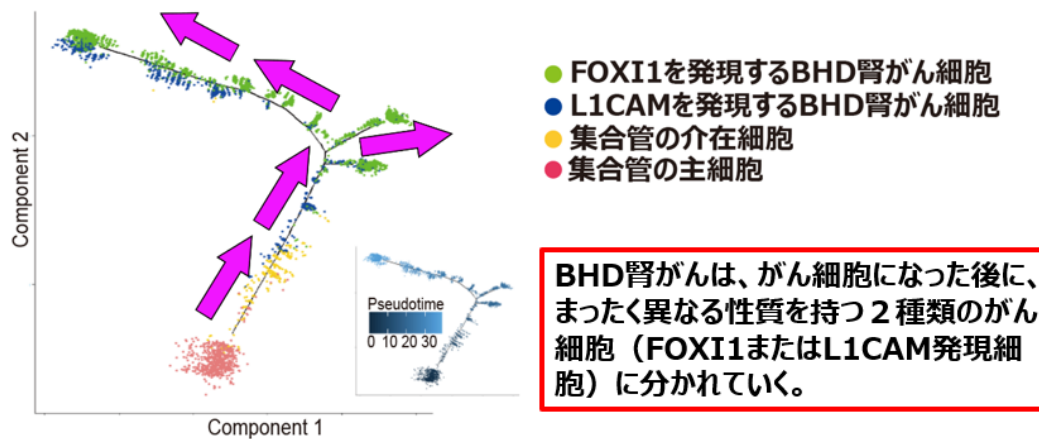 Component 2
Component 1
Pseudotime
0 10 20 30
FOXI1を発現するBHD腎がん細胞
L1CAMを発現するBHD腎がん細胞
集合管の介在細胞
集合管の主細胞
BHD腎がんは、がん細胞になった後に、
まったく異なる性質を持つ２種類のがん
細胞（FOXI1またはL1CAM発現細
胞）に分かれていく。